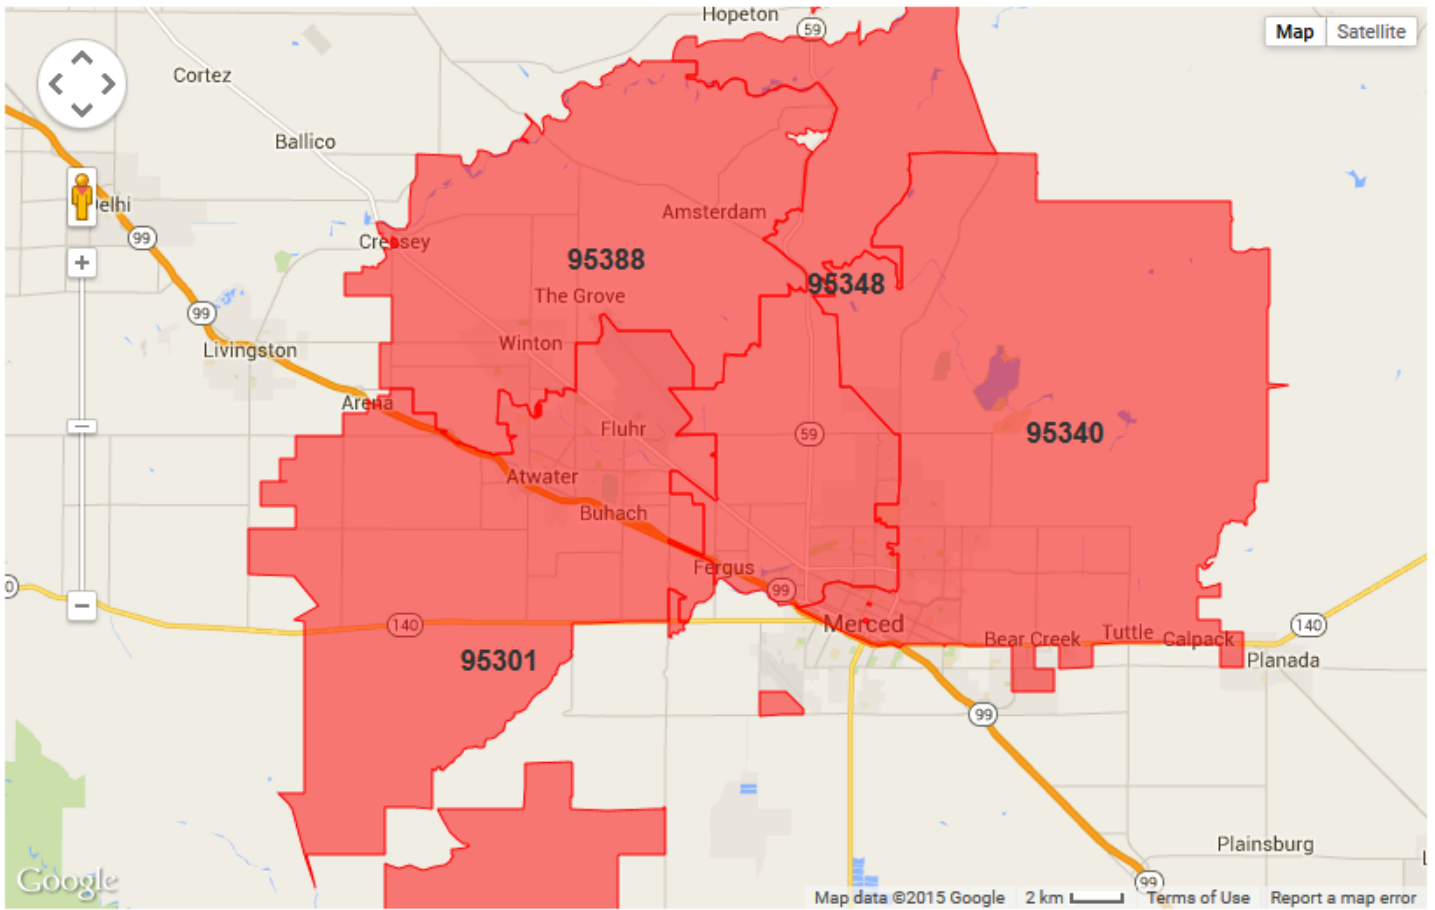 Hopeton
59
Map Satellite
Cortez
Ballico
elhi
99
Amsterdam
Cressey
95388
95348
The Grove
99
Winton
Livingston
Arena
Fluhr
59
95340
Atwater
Buhach
Fergus
99
0
140
Merced
140
Bear Creek
Tuttle
Calpack
95301
Planada
99
Plainsburg
L
99
Google
Map data ©2015 Google 2 km Terms of Use Report a map error